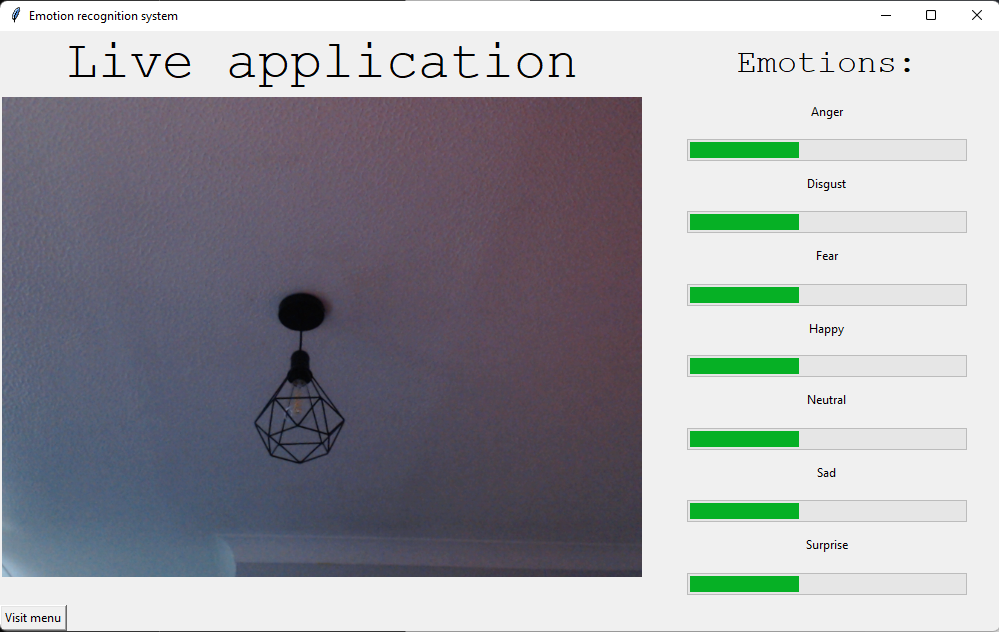 Emotion recognition system
Live application
Emotions:
Anger
Disgust
Fear
Happy
Neutral
Sad
Surprise
Visit menu